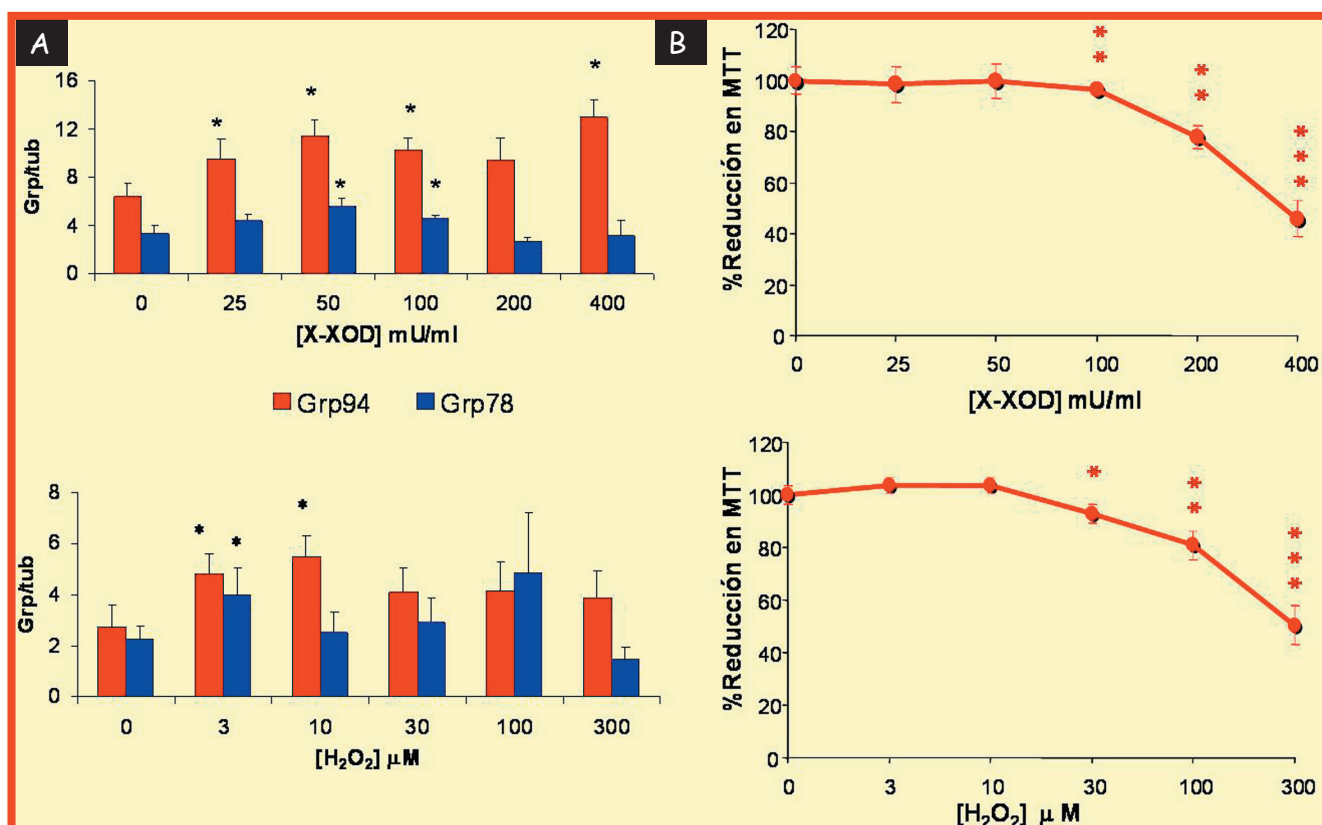 A
16
12
8
4
0
Grp/tub
* * * * * *
0 25 50 100 200 400
[X-XOD] mU/ml
Grp94 Grp78
8
6
4
2
0
Grp/tub
* * *
0 3 10 30 100 300
[H₂O₂] µM
B
120
100
80
60
40
20
0
%Reducción en MTT
** ** ***
0 25 50 100 200 400
[X-XOD] mU/ml
120
100
80
60
40
20
0
%Reducción en MTT
* ** ***
0 3 10 30 100 300
[H₂O₂] µ M